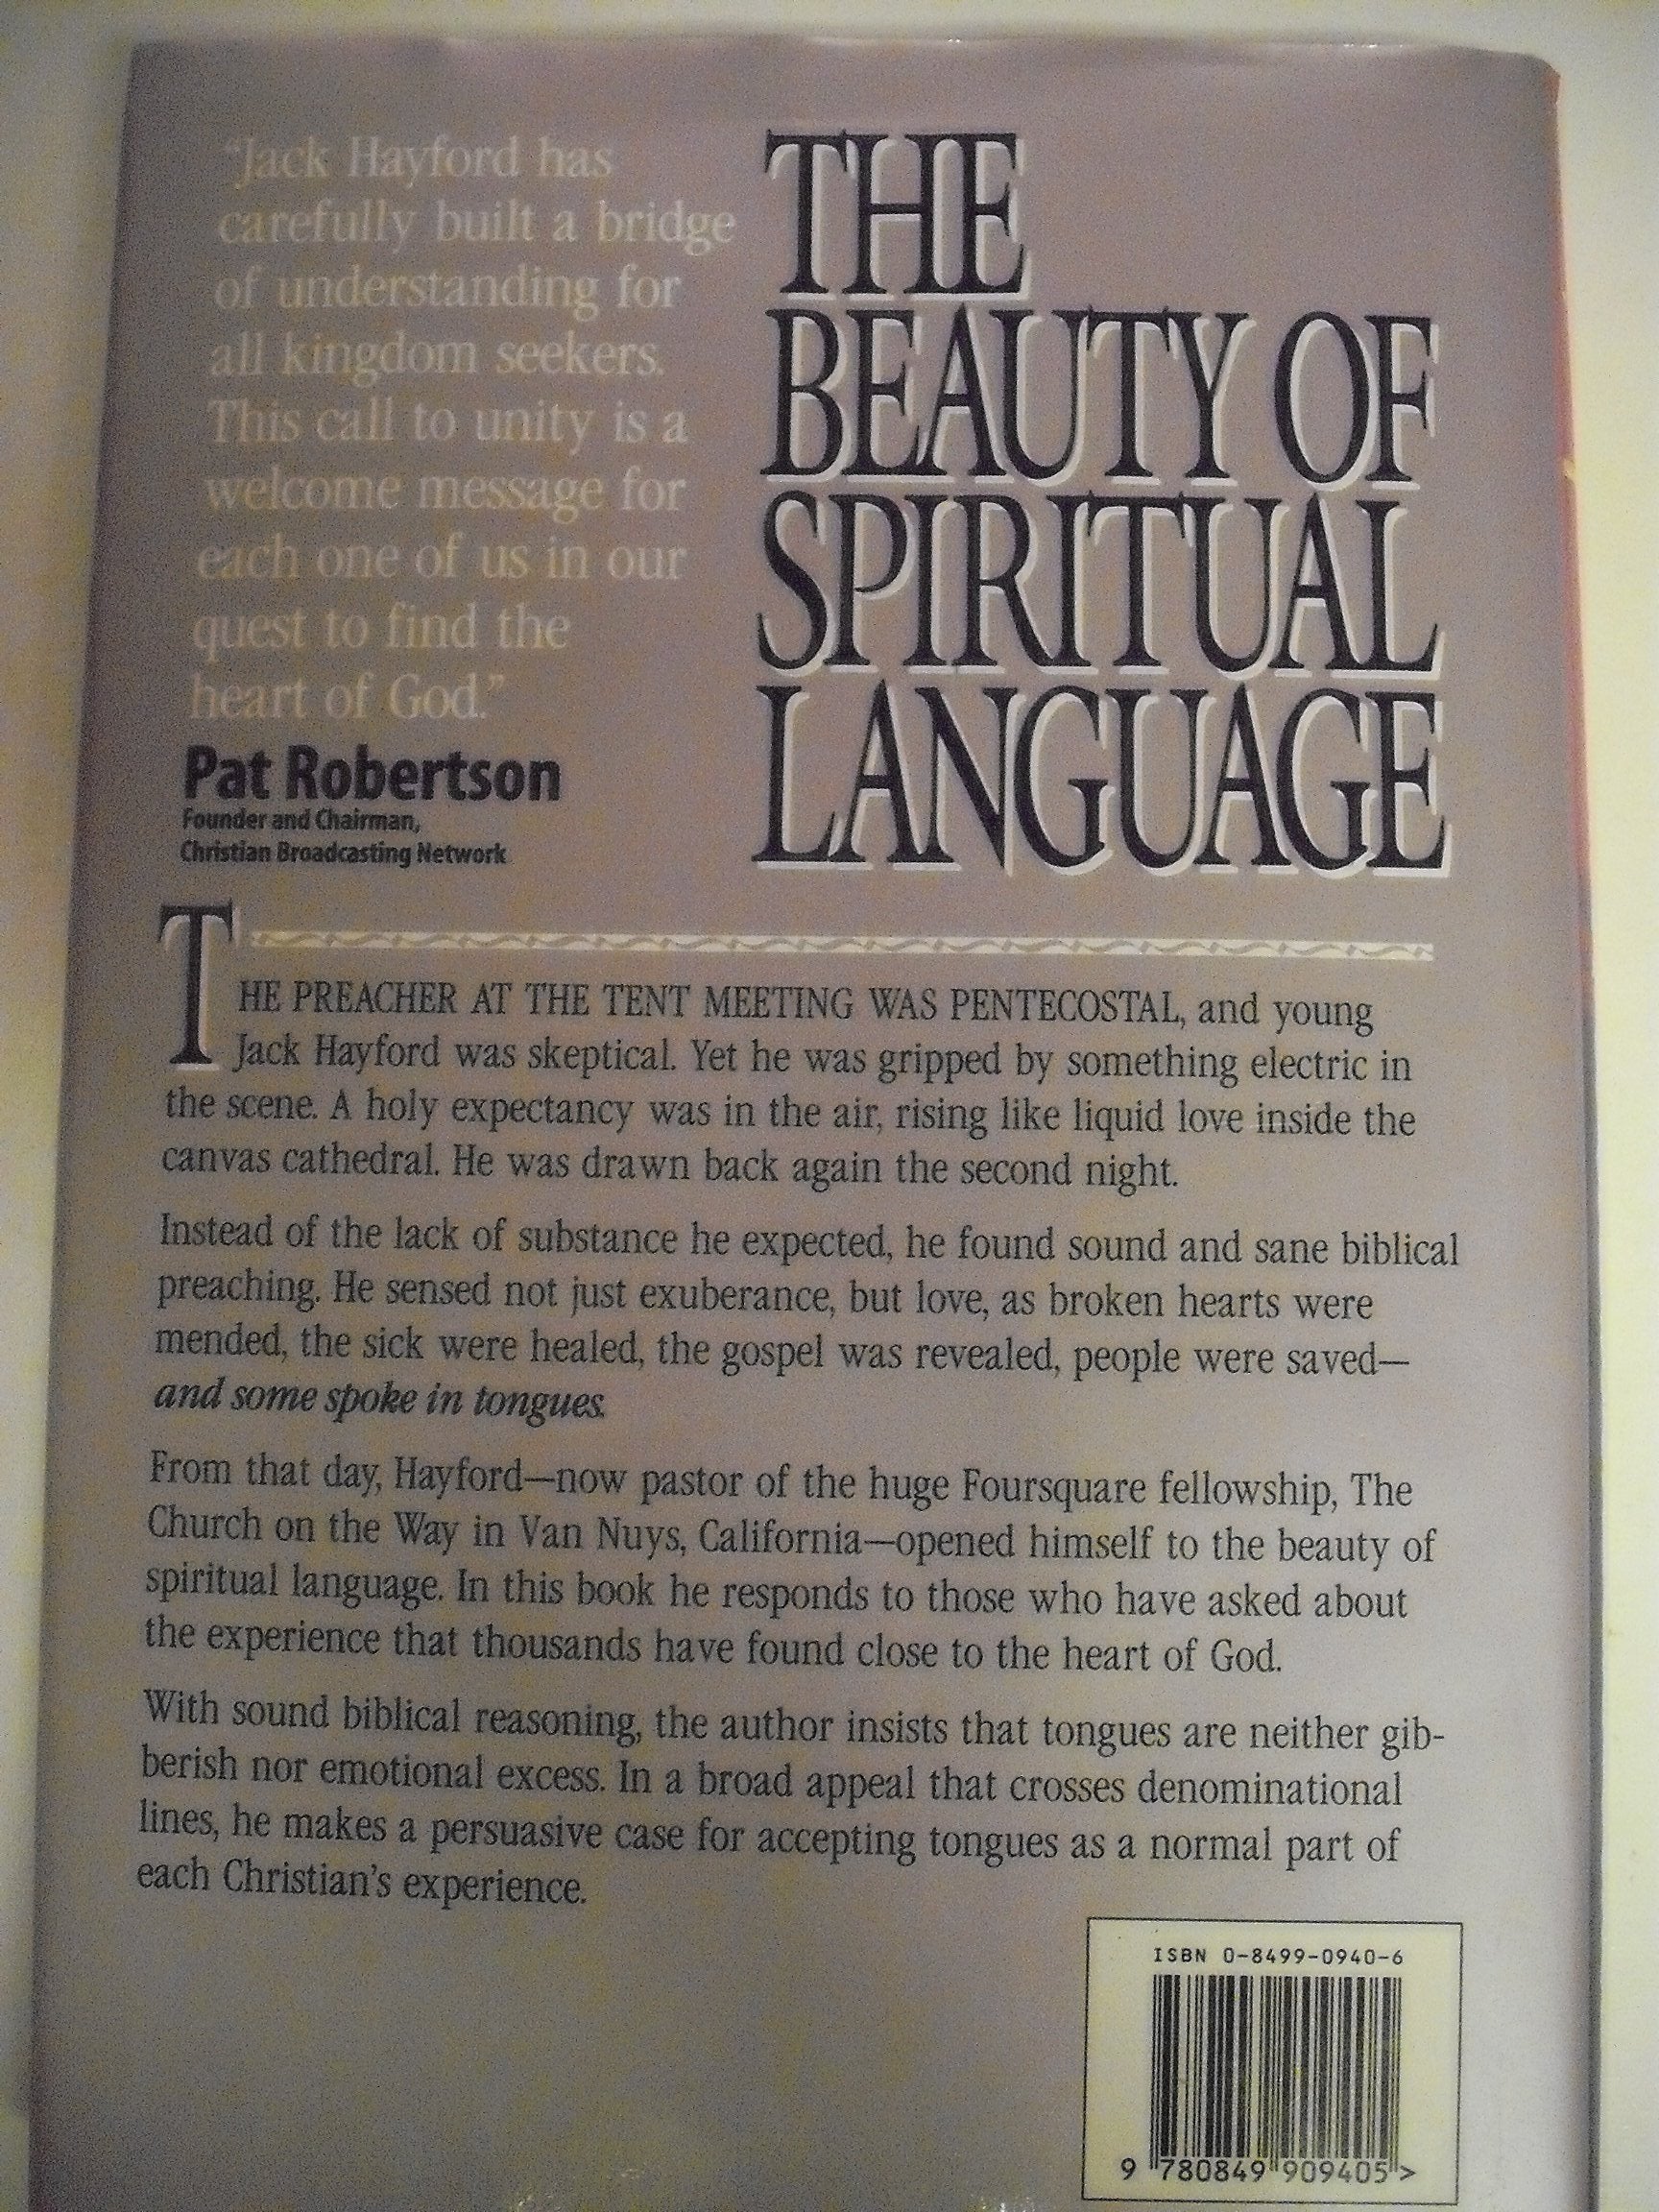 “Jack Hayford has
carefully built a bridge
of understanding for
all kingdom seekers.
This call to unity is a
welcome message for
each one of us in our
quest to find the
heart of God.”
Pat Robertson
Founder and Chairman,
Christian Broadcasting Network
THE
BEAUTY OF
SPIRITUAL
LANGUAGE
THE PREACHER AT THE TENT MEETING WAS PENTECOSTAL, and young
Jack Hayford was skeptical. Yet he was gripped by something electric in
the scene. A holy expectancy was in the air, rising like liquid love inside the
canvas cathedral. He was drawn back again the second night.
Instead of the lack of substance he expected, he found sound and sane biblical
preaching. He sensed not just exuberance, but love, as broken hearts were
mended, the sick were healed, the gospel was revealed, people were saved—
and some spoke in tongues.
From that day, Hayford—now pastor of the huge Foursquare fellowship, The
Church on the Way in Van Nuys, California—opened himself to the beauty of
spiritual language. In this book he responds to those who have asked about
the experience that thousands have found close to the heart of God.
With sound biblical reasoning, the author insists that tongues are neither gib-
berish nor emotional excess. In a broad appeal that crosses denominational
lines, he makes a persuasive case for accepting tongues as a normal part of
each Christian’s experience.
ISBN 0-8499-0940-6
9 780849 909405 >